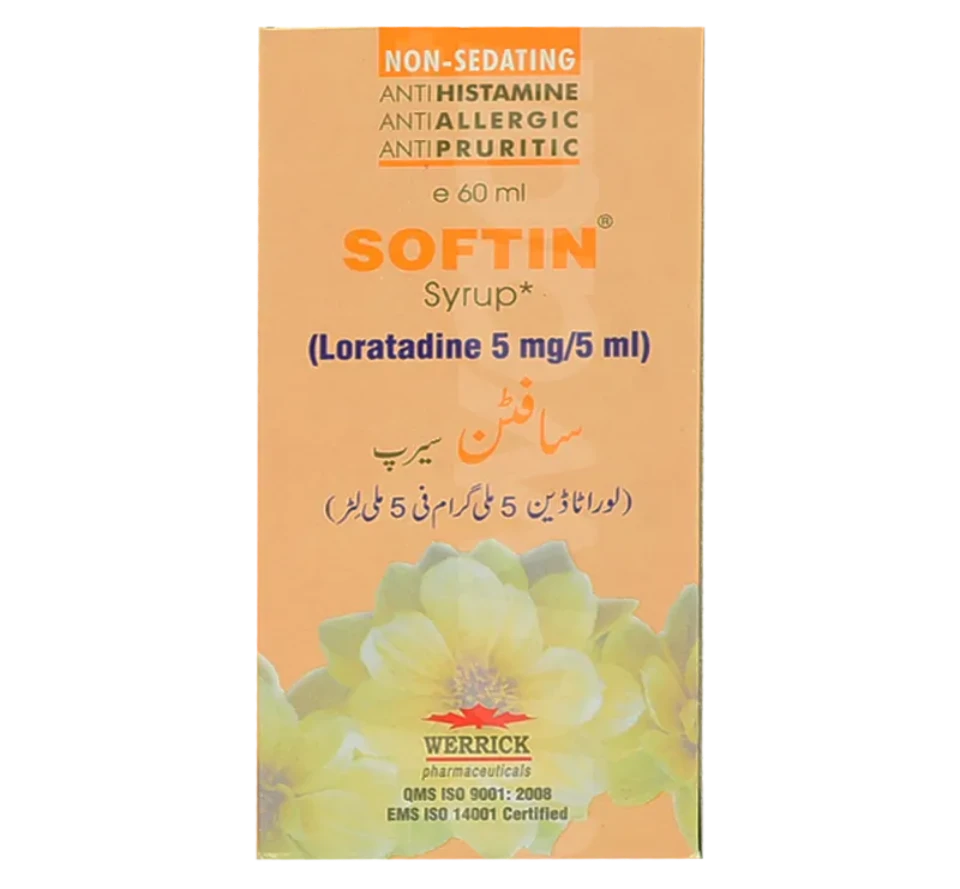 NON-SEDATING
ANTIHISTAMINE
ANTIALLERGIC
ANTIPRURITIC
e 60 ml
SOFTIN®
Syrup*
(Loratadine 5 mg/5 ml)
سافٹن سیرپ
(لوراٹاڈین 5 ملی گرام فی 5 ملی لِٹر)
WERRICK
pharmaceuticals
QMS ISO 9001: 2008
EMS ISO 14001 Certified